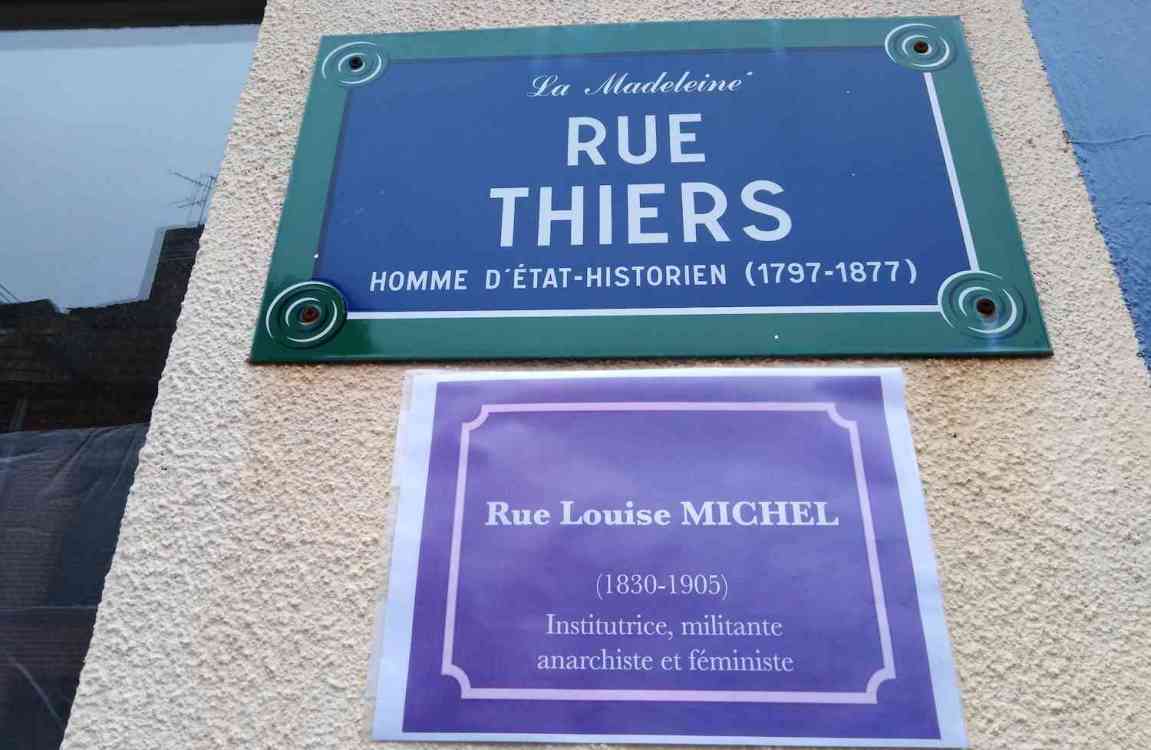 La Madeleine
RUE
THIERS
HOMME D'ÉTAT-HISTORIEN (1797-1877)
Rue Louise MICHEL
(1830-1905)
Institutrice, militante
anarchiste et féministe